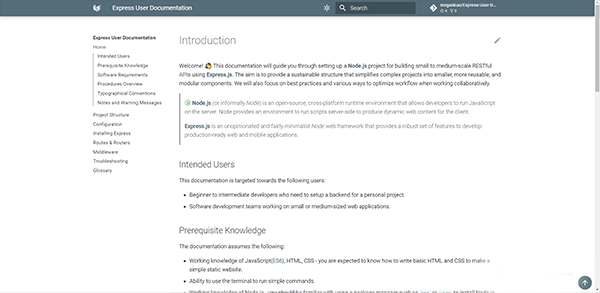 Express User Documentation
Search
Express User Documentation
Home
Intended Users
Prerequisite Knowledge
Software Requirements
Procedures Overview
Typographical Conventions
Notes and Warning Messages
Project Structure
Configuration
Installing Express
Routes & Routers
Middleware
Troubleshooting
Glossary
Introduction
Welcome! This documentation will guide you through setting up a Node.js project for building small to medium-scale RESTful
APIs using Express.js. The aim is to provide a sustainable structure that simplifies complex projects into smaller, more reusable, and
modular components. We will also focus on best practices and various ways to optimize workflow when working collaboratively.
Node.js (or informally Node) is an open-source, cross-platform runtime environment that allows developers to run JavaScript
on the server. Node provides an environment to run scripts server-side to produce dynamic web content for the client.
Express.js is an unopinionated and fairly minimalist Node web framework that provides a robust set of features to develop
production-ready web and mobile applications.
Intended Users
This documentation is targeted towards the following users:
Beginner to intermediate developers who need to setup a backend for a personal project.
Software development teams working on small or medium-sized web applications.
Prerequisite Knowledge
The documentation assumes the following:
Working knowledge of JavaScript(ES6), HTML, CSS - you are expected to know how to write basic HTML and CSS to make a
simple static website.
Ability to use the terminal to run simple commands.